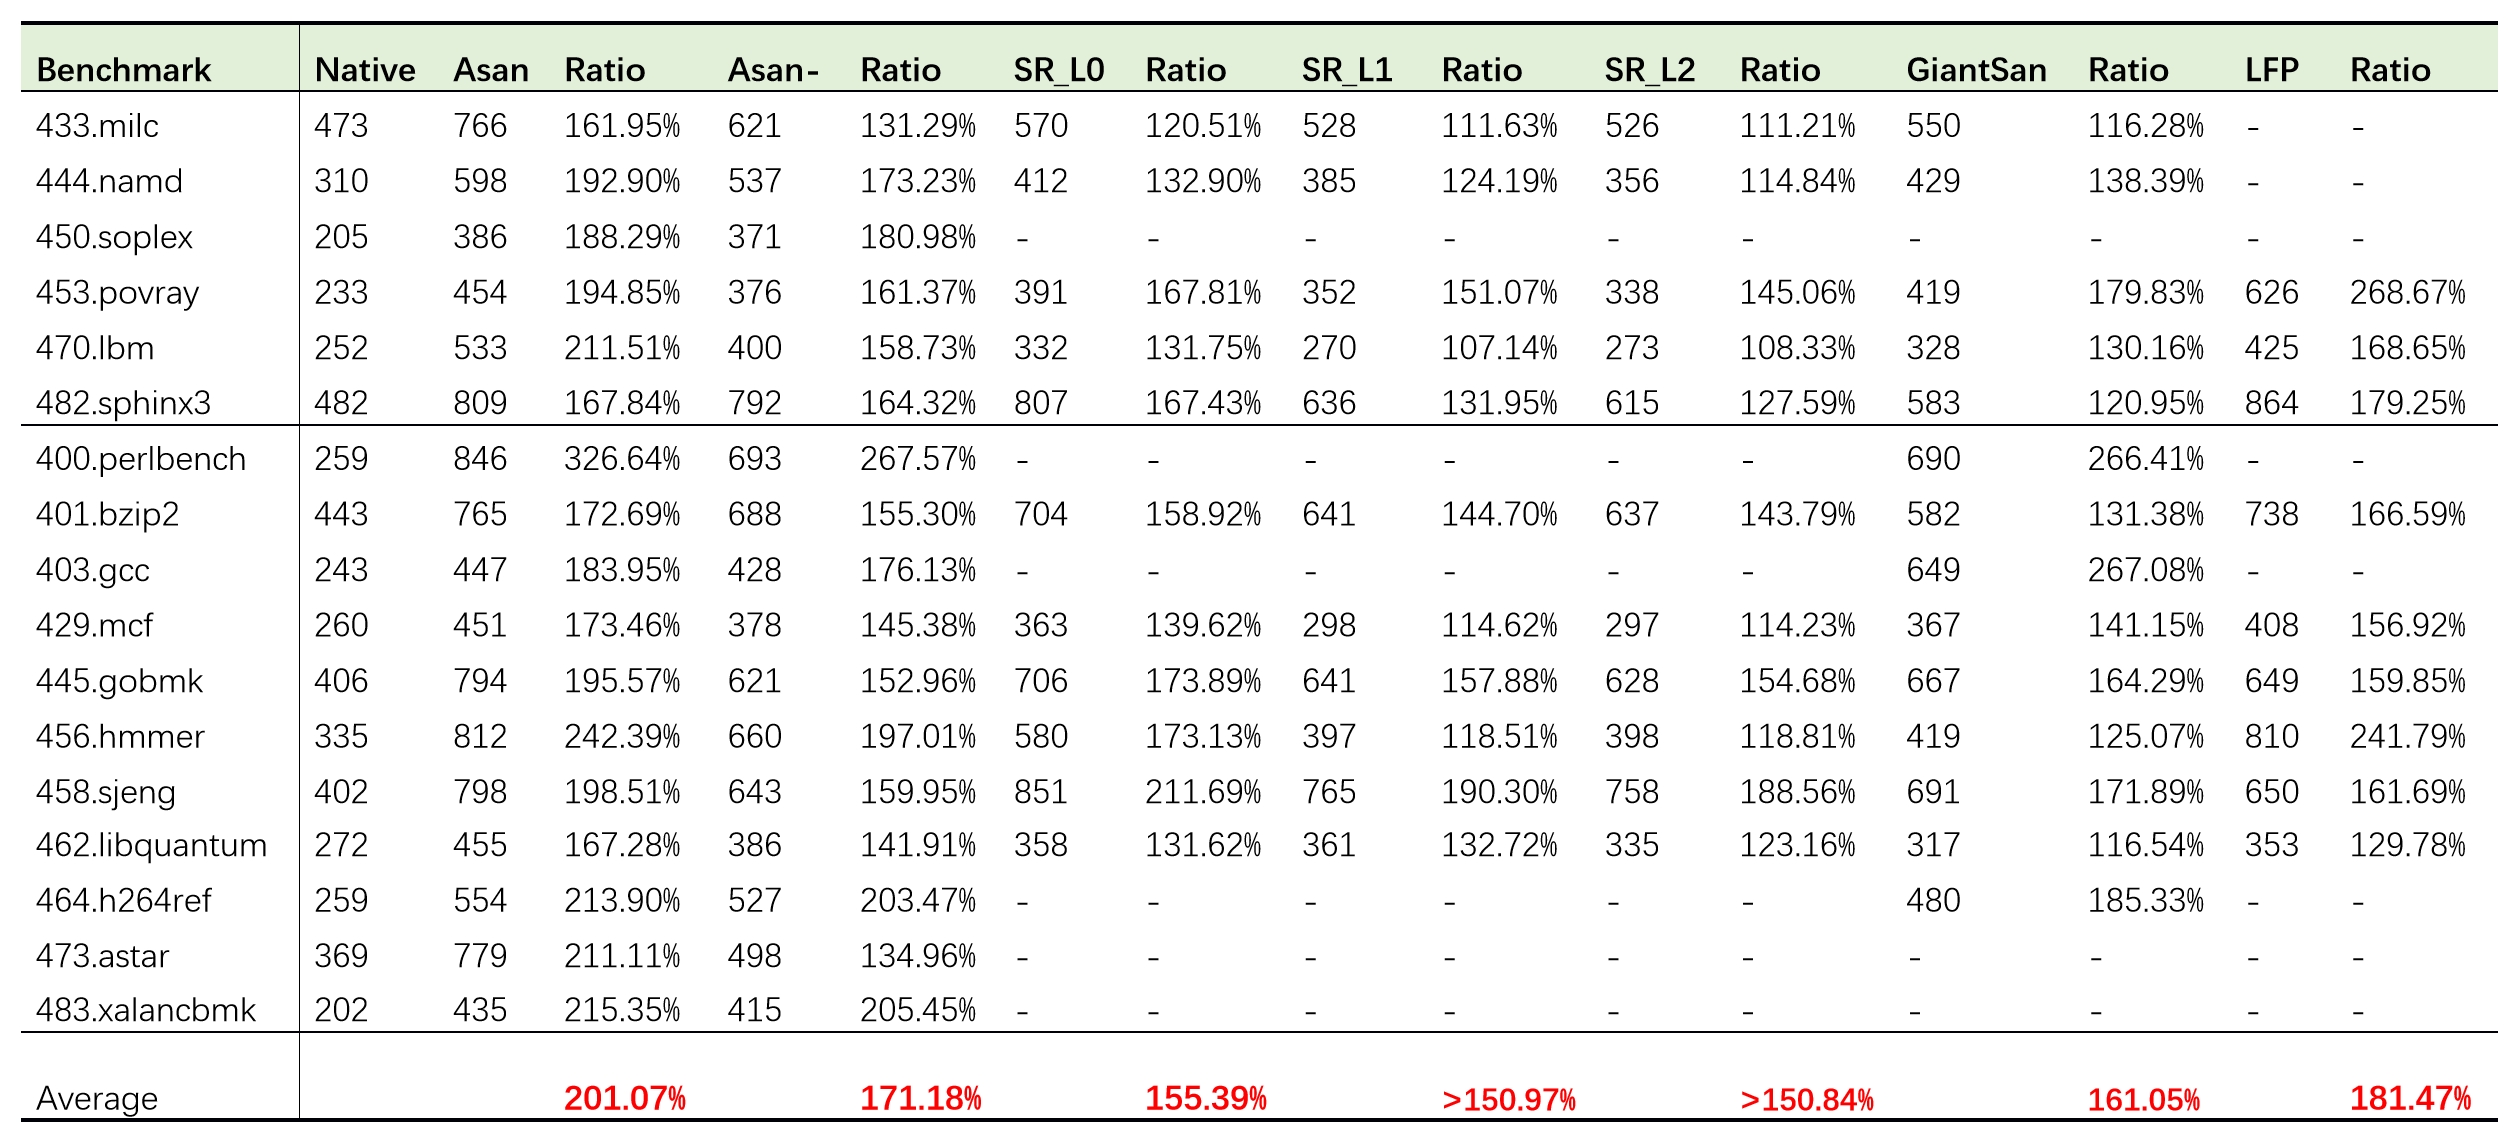 Benchmark Native Asan Ratio Asan- Ratio SR_L0 Ratio SR_L1 Ratio SR_L2 Ratio GiantSan Ratio LFP Ratio
433.milc 473 766 161.95% 621 131.29% 570 120.51% 528 111.63% 526 111.21% 550 116.28% - -
444.namd 310 598 192.90% 537 173.23% 412 132.90% 385 124.19% 356 114.84% 429 138.39% - -
450.soplex 205 386 188.29% 371 180.98% - - - - - - - - - -
453.povray 233 454 194.85% 376 161.37% 391 167.81% 352 151.07% 338 145.06% 419 179.83% 626 268.67%
470.lbm 252 533 211.51% 400 158.73% 332 131.75% 270 107.14% 273 108.33% 328 130.16% 425 168.65%
482.sphinx3 482 809 167.84% 792 164.32% 807 167.43% 636 131.95% 615 127.59% 583 120.95% 864 179.25%
400.perlbench 259 846 326.64% 693 267.57% - - - - - - 690 266.41% - -
401.bzip2 443 765 172.69% 688 155.30% 704 158.92% 641 144.70% 637 143.79% 582 131.38% 738 166.59%
403.gcc 243 447 183.95% 428 176.13% - - - - - - 649 267.08% - -
429.mcf 260 451 173.46% 378 145.38% 363 139.62% 298 114.62% 297 114.23% 367 141.15% 408 156.92%
445.gobmk 406 794 195.57% 621 152.96% 706 173.89% 641 157.88% 628 154.68% 667 164.29% 649 159.85%
456.hmmer 335 812 242.39% 660 197.01% 580 173.13% 397 118.51% 398 118.81% 419 125.07% 810 241.79%
458.sjeng 402 798 198.51% 643 159.95% 851 211.69% 765 190.30% 758 188.56% 691 171.89% 650 161.69%
462.libquantum 272 455 167.28% 386 141.91% 358 131.62% 361 132.72% 335 123.16% 317 116.54% 353 129.78%
464.h264ref 259 554 213.90% 527 203.47% - - - - - - 480 185.33% - -
473.astar 369 779 211.11% 498 134.96% - - - - - - - - - -
483.xalancbmk 202 435 215.35% 415 205.45% - - - - - - - - - -
Average 201.07% 171.18% 155.39% >150.97% >150.84% 161.05% 181.47%